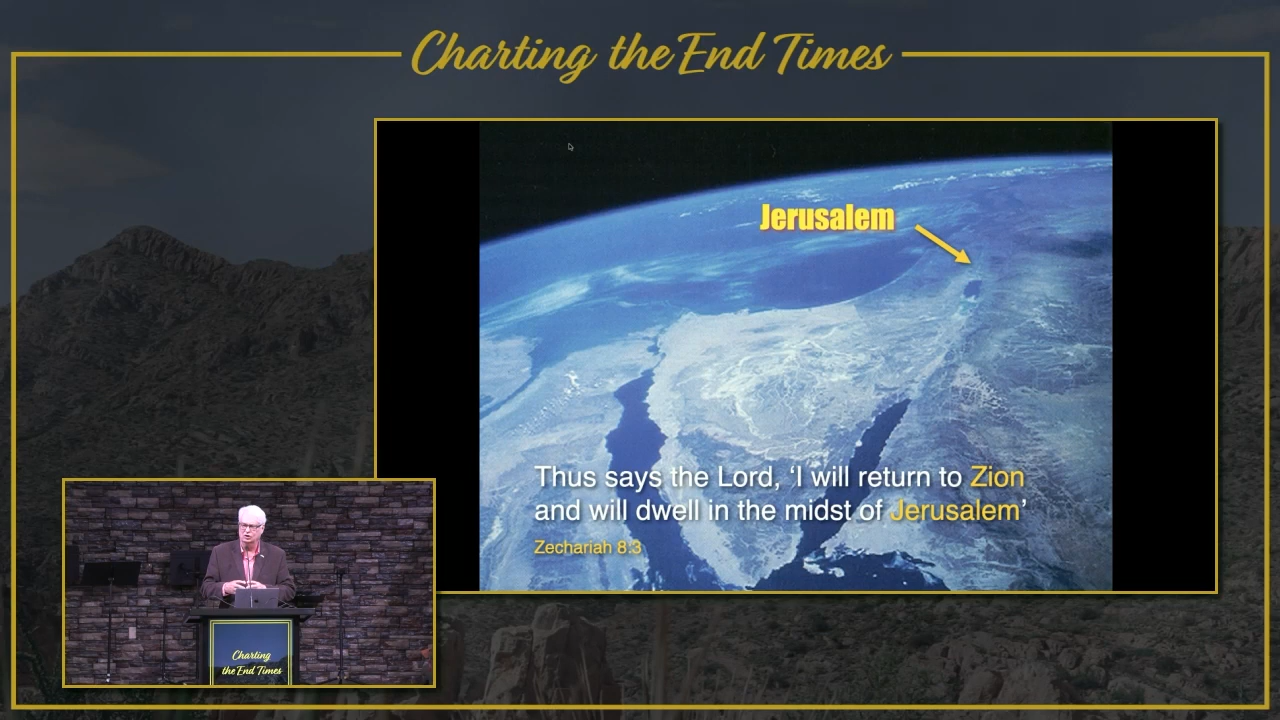 Charting the End Times
Jerusalem
Thus says the Lord, ‘I will return to Zion
and will dwell in the midst of Jerusalem’
Zechariah 8:3
Charting
the End Times